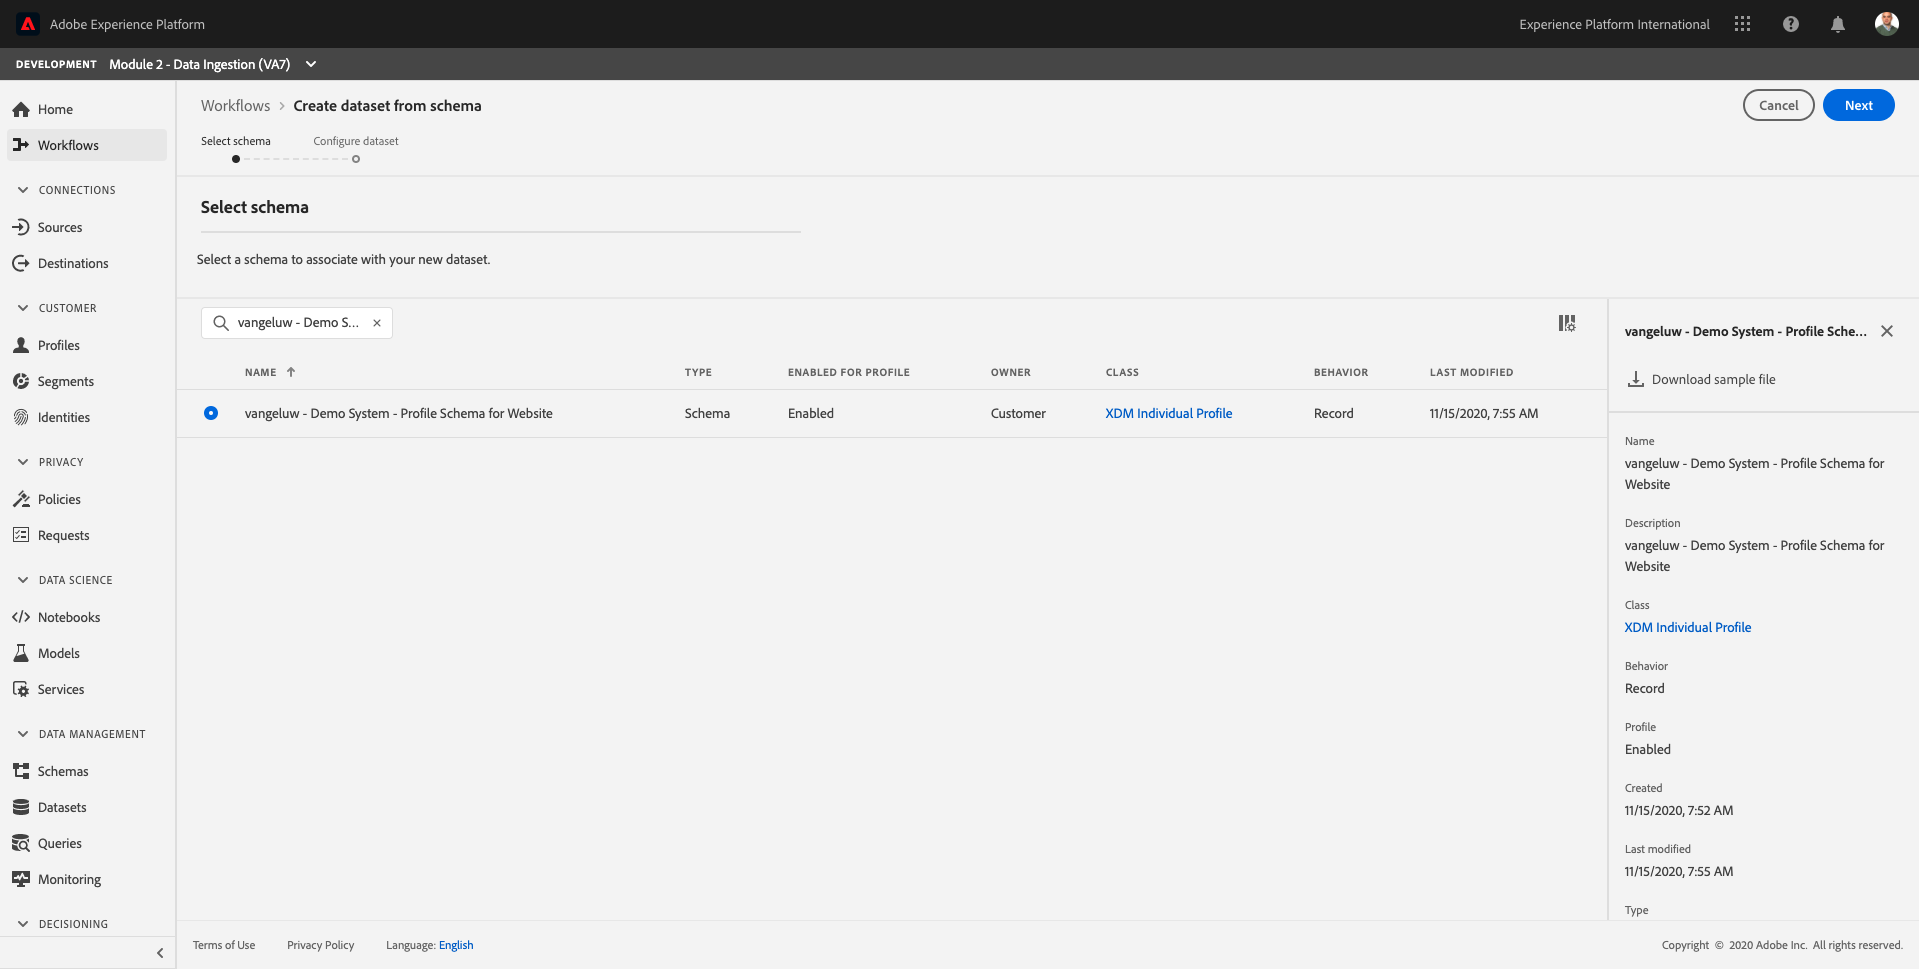 Adobe Experience Platform
Experience Platform International
DEVELOPMENT Module 2 - Data Ingestion (VA7)
Home
Workflows
CONNECTIONS
Sources
Destinations
CUSTOMER
Profiles
Segments
Identities
PRIVACY
Policies
Requests
DATA SCIENCE
Notebooks
Models
Services
DATA MANAGEMENT
Schemas
Datasets
Queries
Monitoring
DECISIONING
Workflows > Create dataset from schema
Cancel
Next
Select schema
Configure dataset
Select schema
Select a schema to associate with your new dataset.
vangeluw - Demo S...
NAME TYPE ENABLED FOR PROFILE OWNER CLASS BEHAVIOR LAST MODIFIED
vangeluw - Demo System - Profile Schema for Website Schema Enabled Customer XDM Individual Profile Record 11/15/2020, 7:55 AM
vangeluw - Demo System - Profile Sche...
Download sample file
Name
vangeluw - Demo System - Profile Schema for
Website
Description
vangeluw - Demo System - Profile Schema for
Website
Class
XDM Individual Profile
Behavior
Record
Profile
Enabled
Created
11/15/2020, 7:52 AM
Last modified
11/15/2020, 7:55 AM
Type
Terms of Use Privacy Policy Language: English
Copyright © 2020 Adobe Inc. All rights reserved.